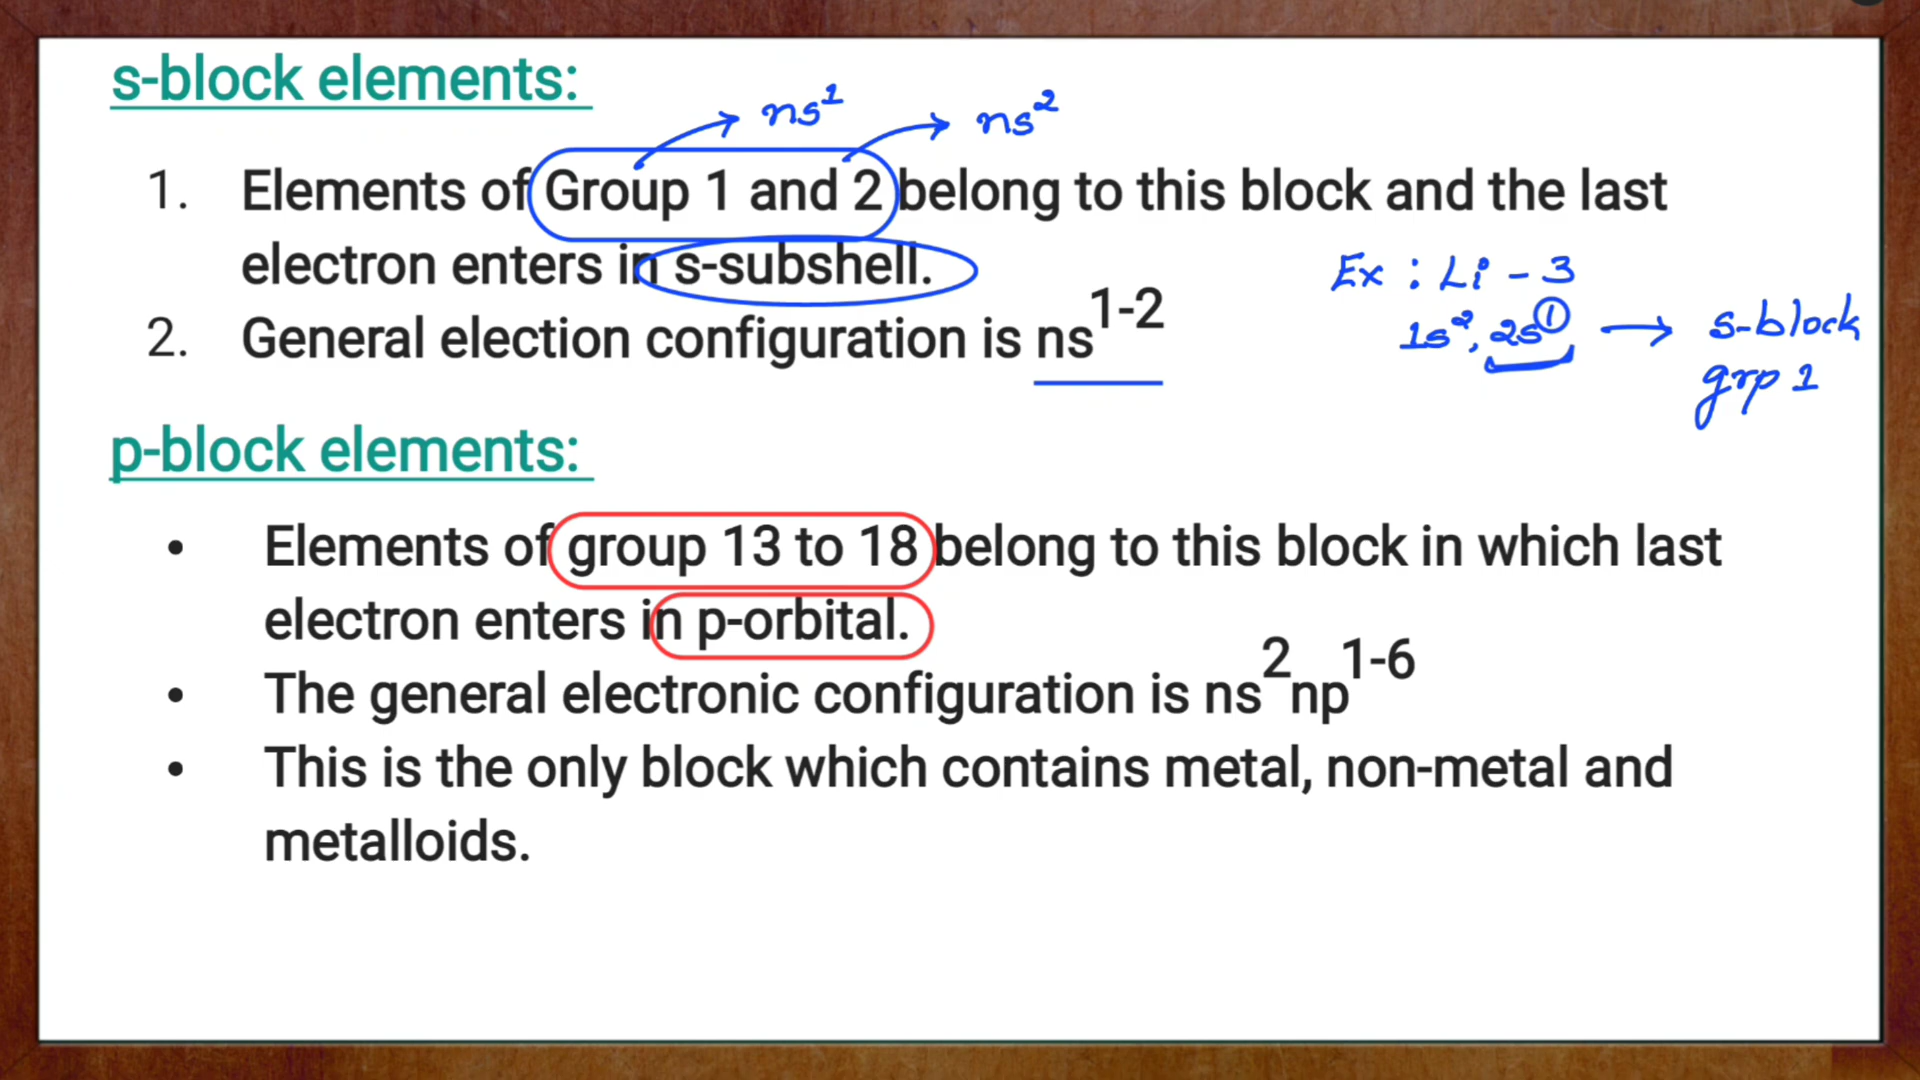 s-block elements:
ns¹ ns²
1. Elements of Group 1 and 2 belong to this block and the last
electron enters in s-subshell.
Ex : Li - 3
2. General election configuration is ns¹⁻²
1s², 2s¹ → s-block
grp 1
p-block elements:
• Elements of group 13 to 18 belong to this block in which last
electron enters in p-orbital.
• The general electronic configuration is ns²np¹⁻⁶
• This is the only block which contains metal, non-metal and
metalloids.